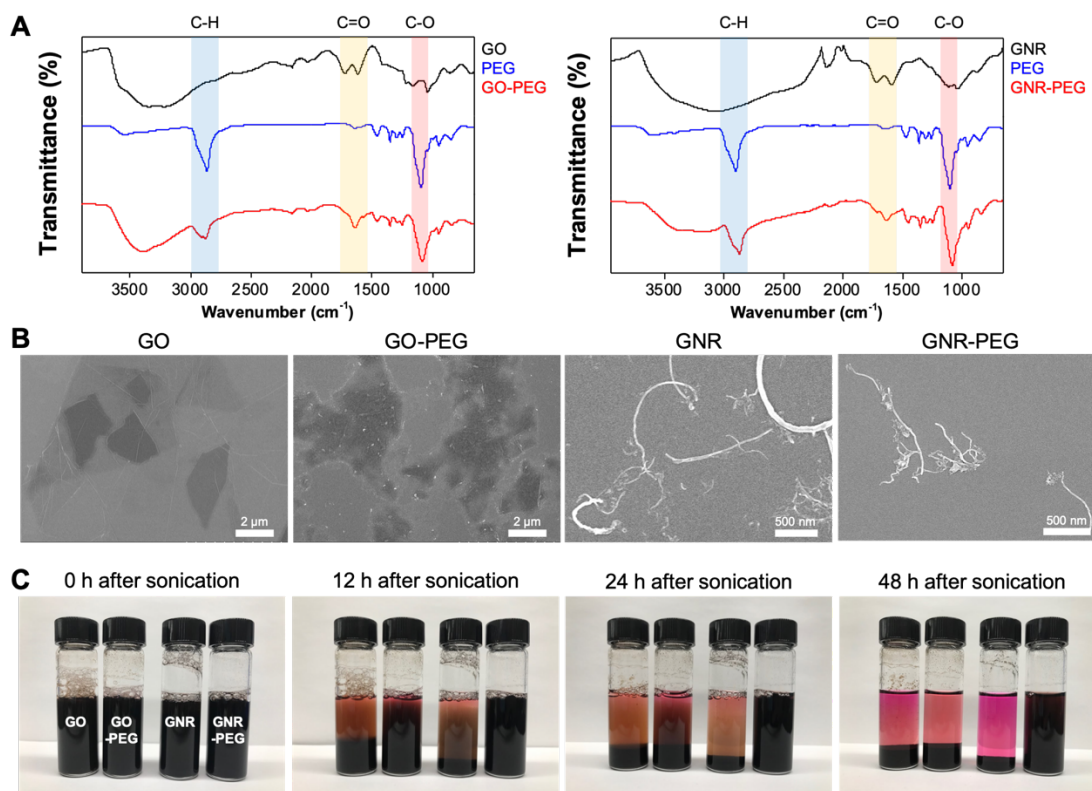 A
C-H C=O C-O
GO
PEG
GO-PEG
Transmittance (%)
3500 3000 2500 2000 1500 1000
Wavenumber (cm⁻¹)
C-H C=O C-O
GNR
PEG
GNR-PEG
Transmittance (%)
3500 3000 2500 2000 1500 1000
Wavenumber (cm⁻¹)
B
GO GO-PEG GNR GNR-PEG
2 µm 2 µm 500 nm 500 nm
C
0 h after sonication 12 h after sonication 24 h after sonication 48 h after sonication
GO GO GNR GNR
-PEG -PEG